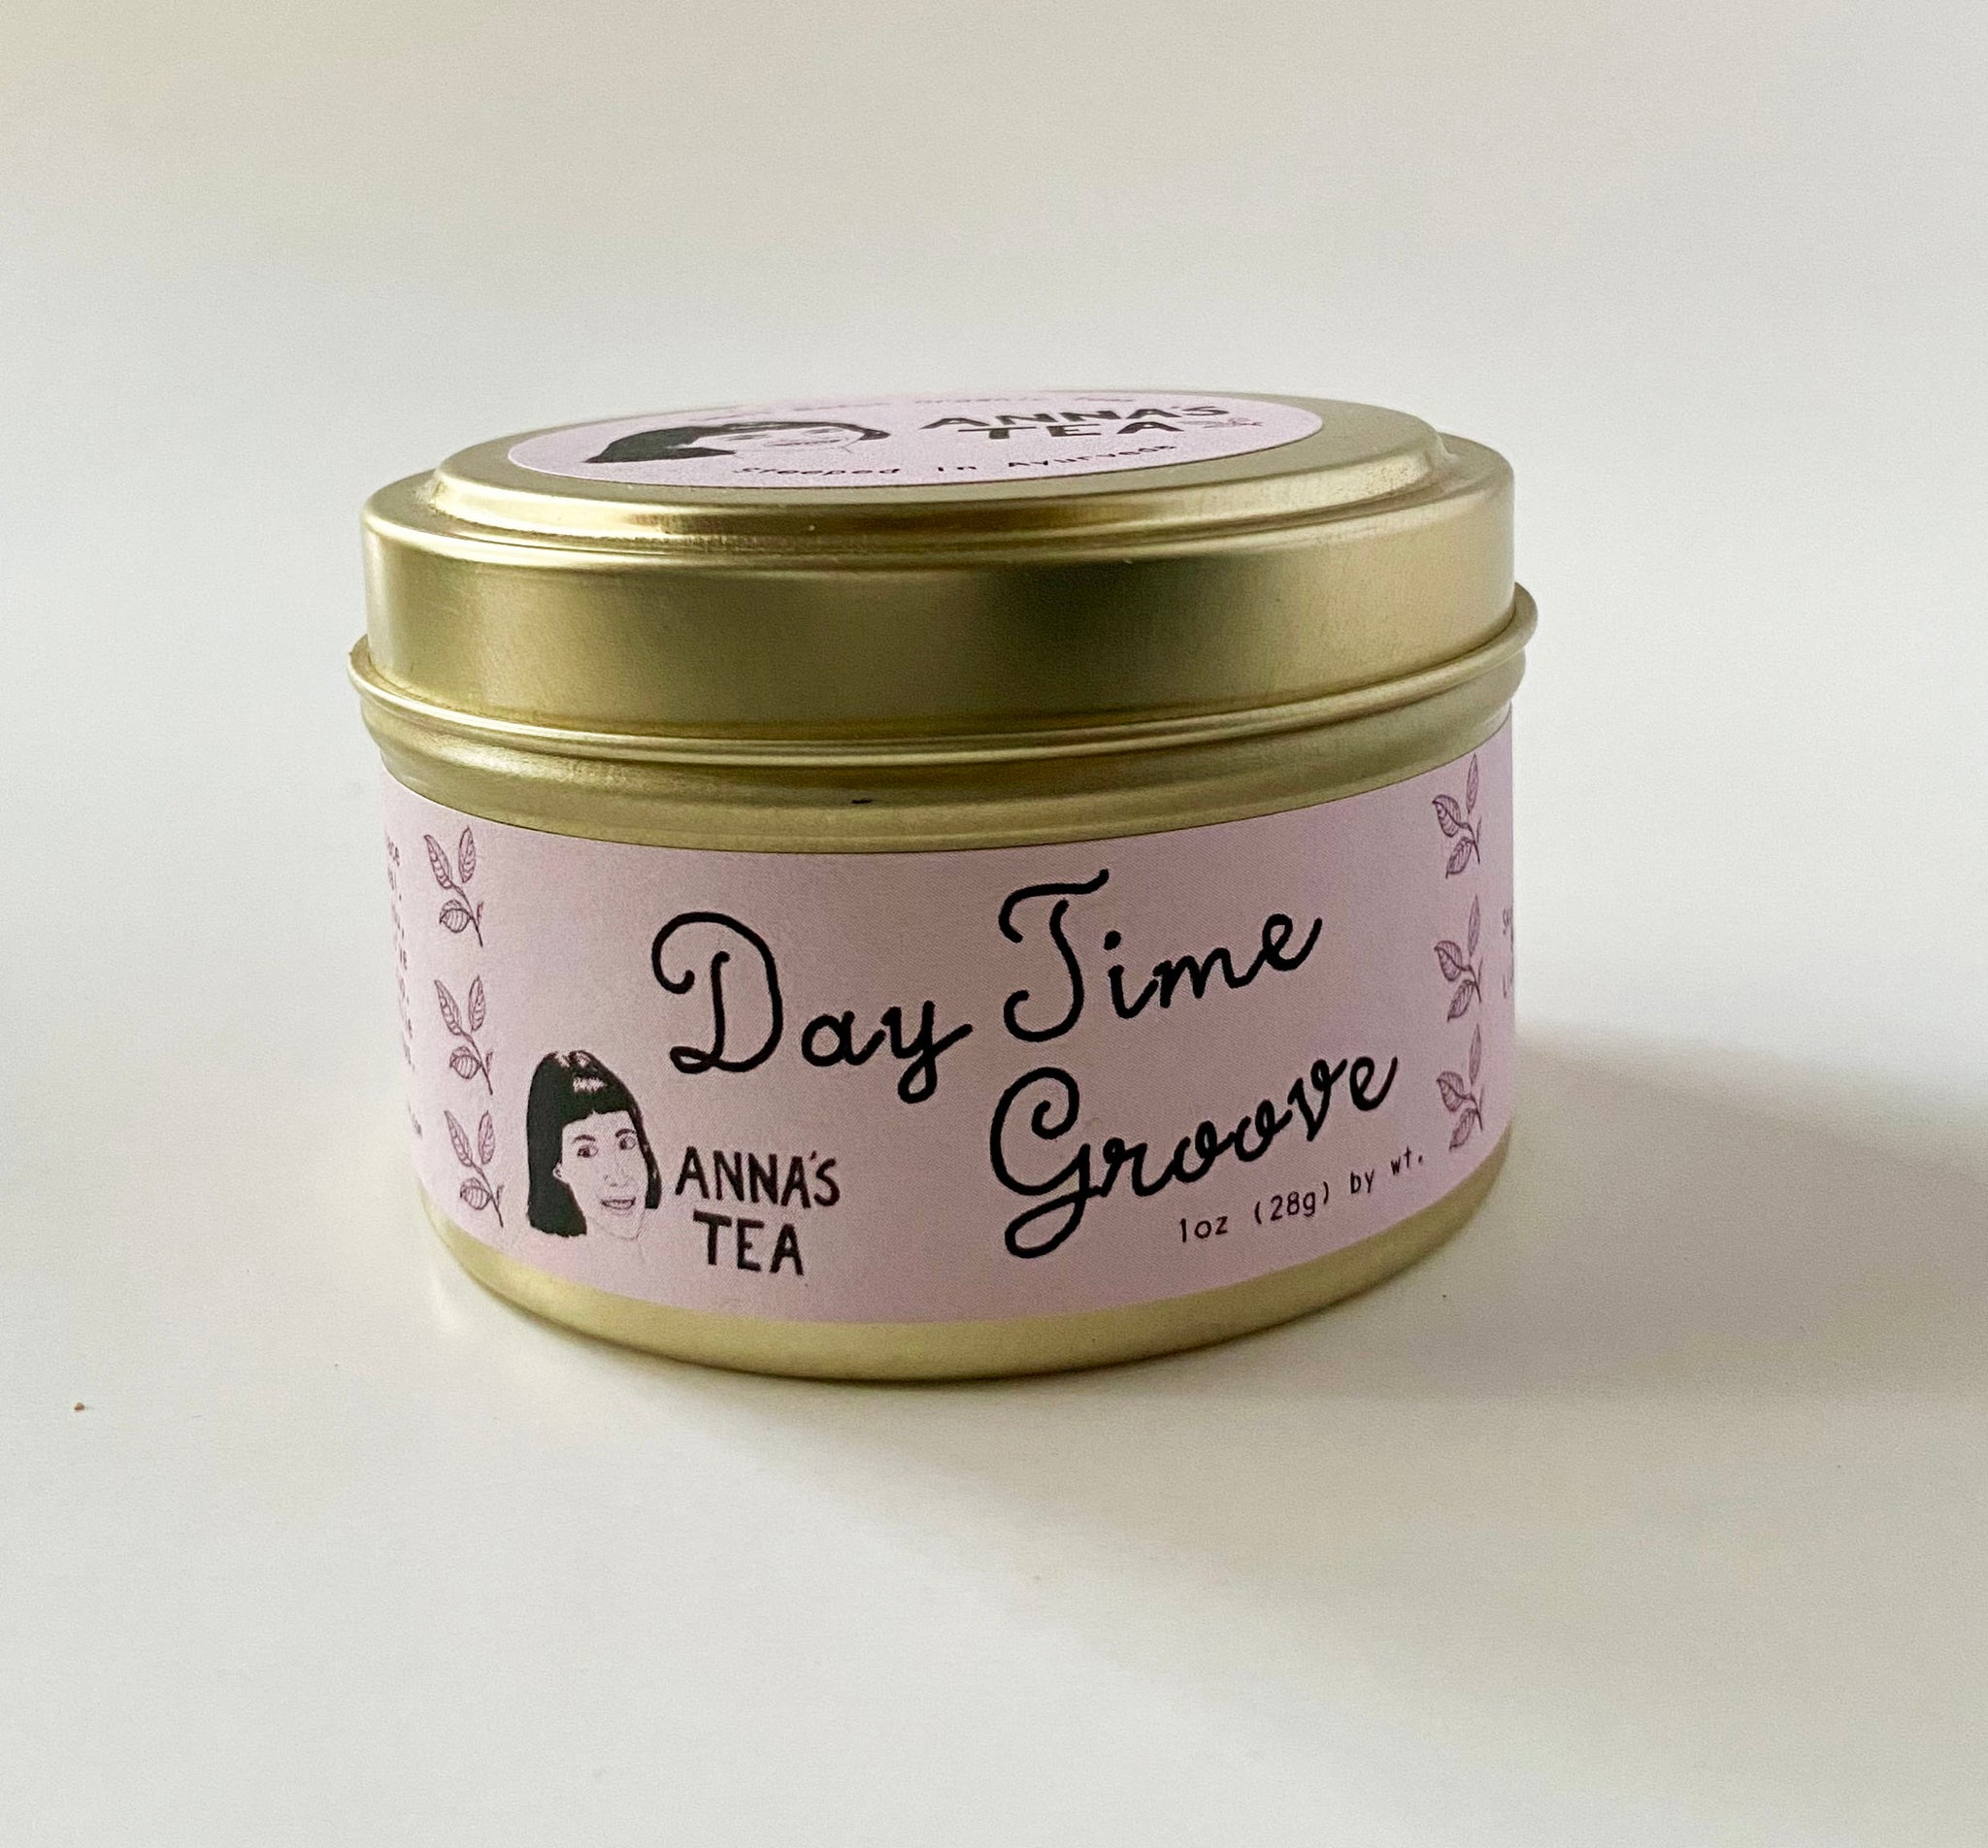 ANNA'S
TEA
Steeped in Ayurveda
Day Time
Groove
ANNA'S
TEA
1oz (28g) by wt.